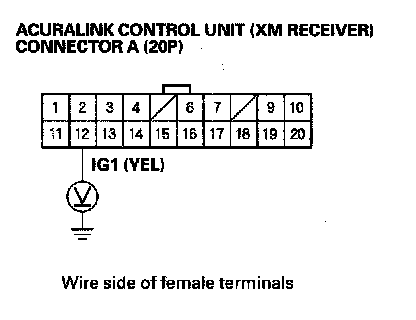 ACURALINK CONTROL UNIT (XM RECEIVER)
CONNECTOR A (20P)
1 2 3 4 6 7 9 10
11 12 13 14 15 16 17 18 19 20
IG1 (YEL)
V
Wire side of female terminals